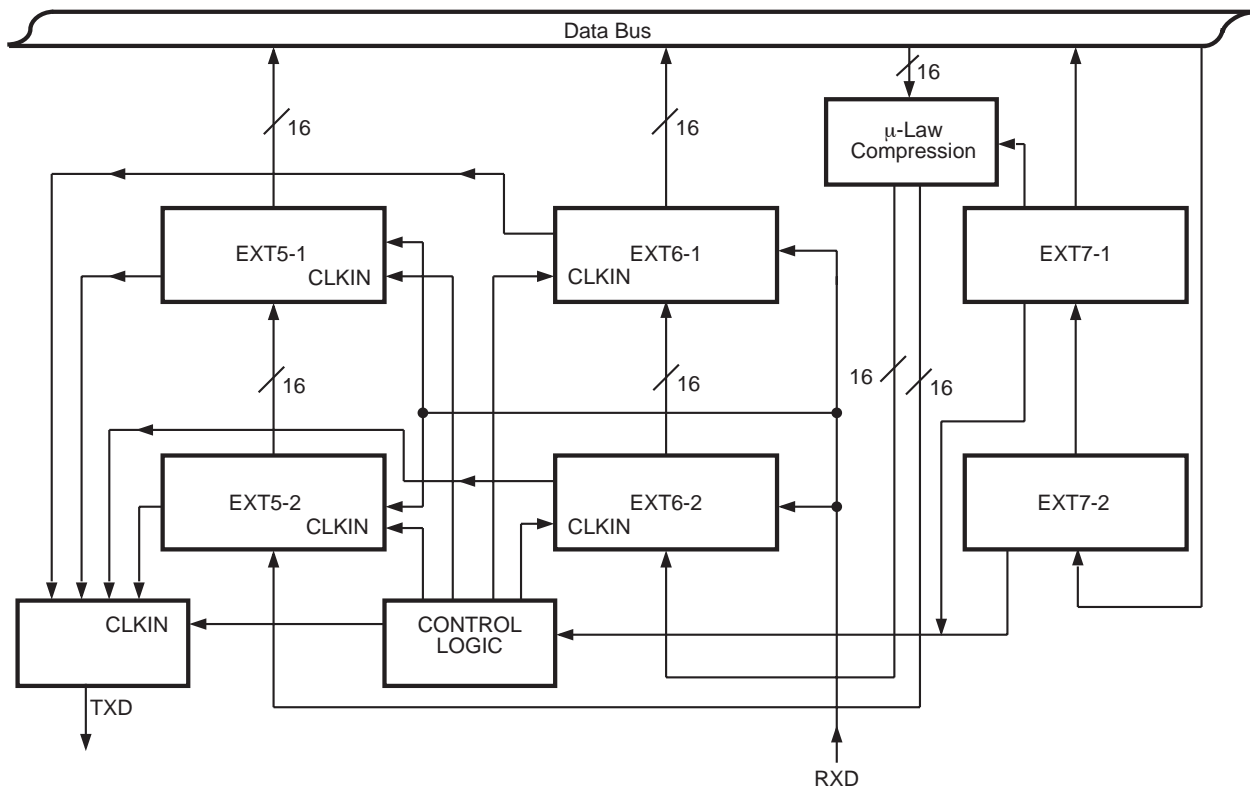 Data Bus
16
16
16
μ-Law
Compression
EXT5-1
CLKIN
EXT6-1
CLKIN
EXT7-1
16
16
16
16
EXT5-2
CLKIN
EXT6-2
CLKIN
EXT7-2
CLKIN
CONTROL
LOGIC
TXD
RXD